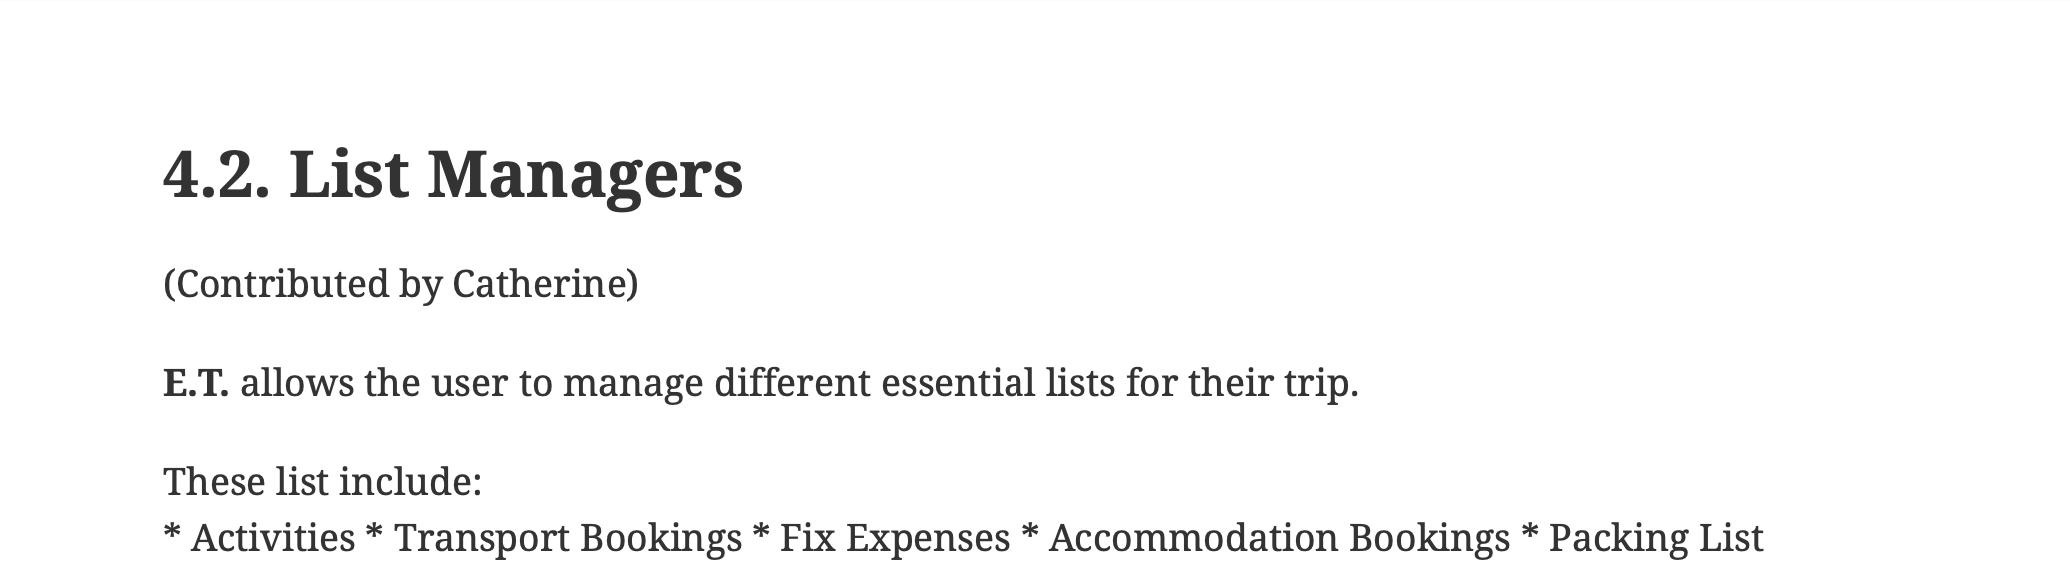 4.2. List Managers
(Contributed by Catherine)
E.T. allows the user to manage different essential lists for their trip.
These list include:
* Activities * Transport Bookings * Fix Expenses * Accommodation Bookings * Packing List